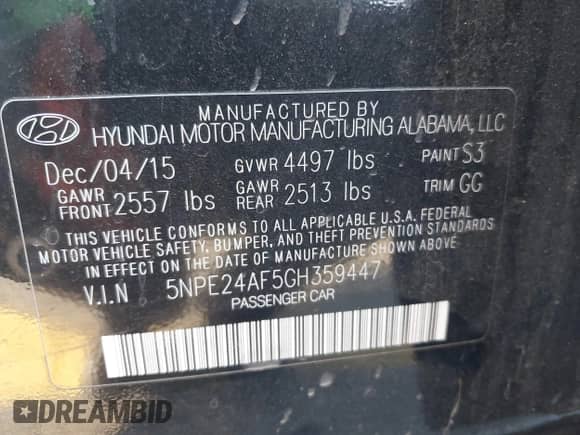 MANUFACTURED BY
HYUNDAI MOTOR MANUFACTURING ALABAMA, LLC
Dec/04/15 GVWR 4497 lbs PAINT S3
GAWR FRONT 2557 lbs GAWR REAR 2513 lbs TRIM GG
THIS VEHICLE CONFORMS TO ALL APPLICABLE U.S.A. FEDERAL
MOTOR VEHICLE SAFETY, BUMPER, AND THEFT PREVENTION STANDARDS
IN EFFECT ON THE DATE OF MANUFACTURE SHOWN ABOVE.
V.I.N 5NPE24AF5GH359447
PASSENGER CAR
DREAMBID